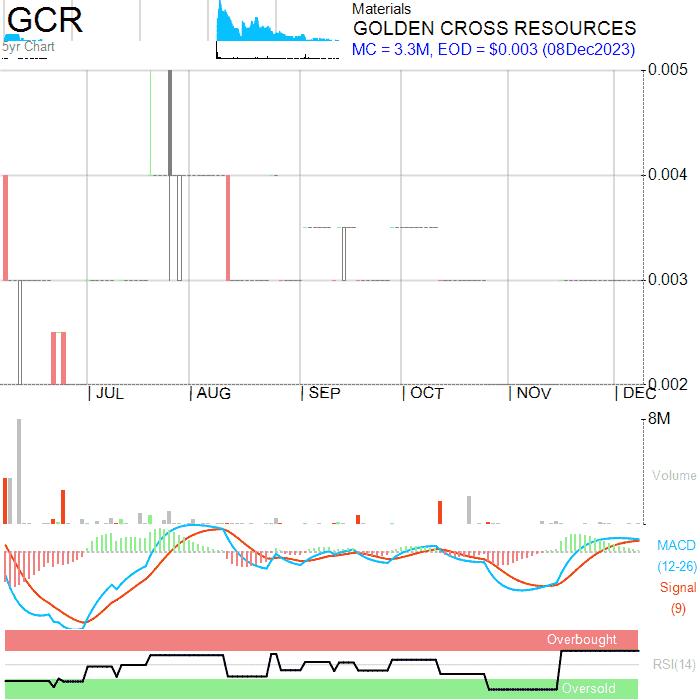 GCR
5yr Chart
Materials
GOLDEN CROSS RESOURCES
MC = 3.3M, EOD = $0.003 (08Dec2023)
0.005
0.004
0.003
0.002
JUL AUG SEP OCT NOV DEC
8M
Volume
MACD
(12-26)
Signal
(9)
Overbought
RSI(14)
Oversold